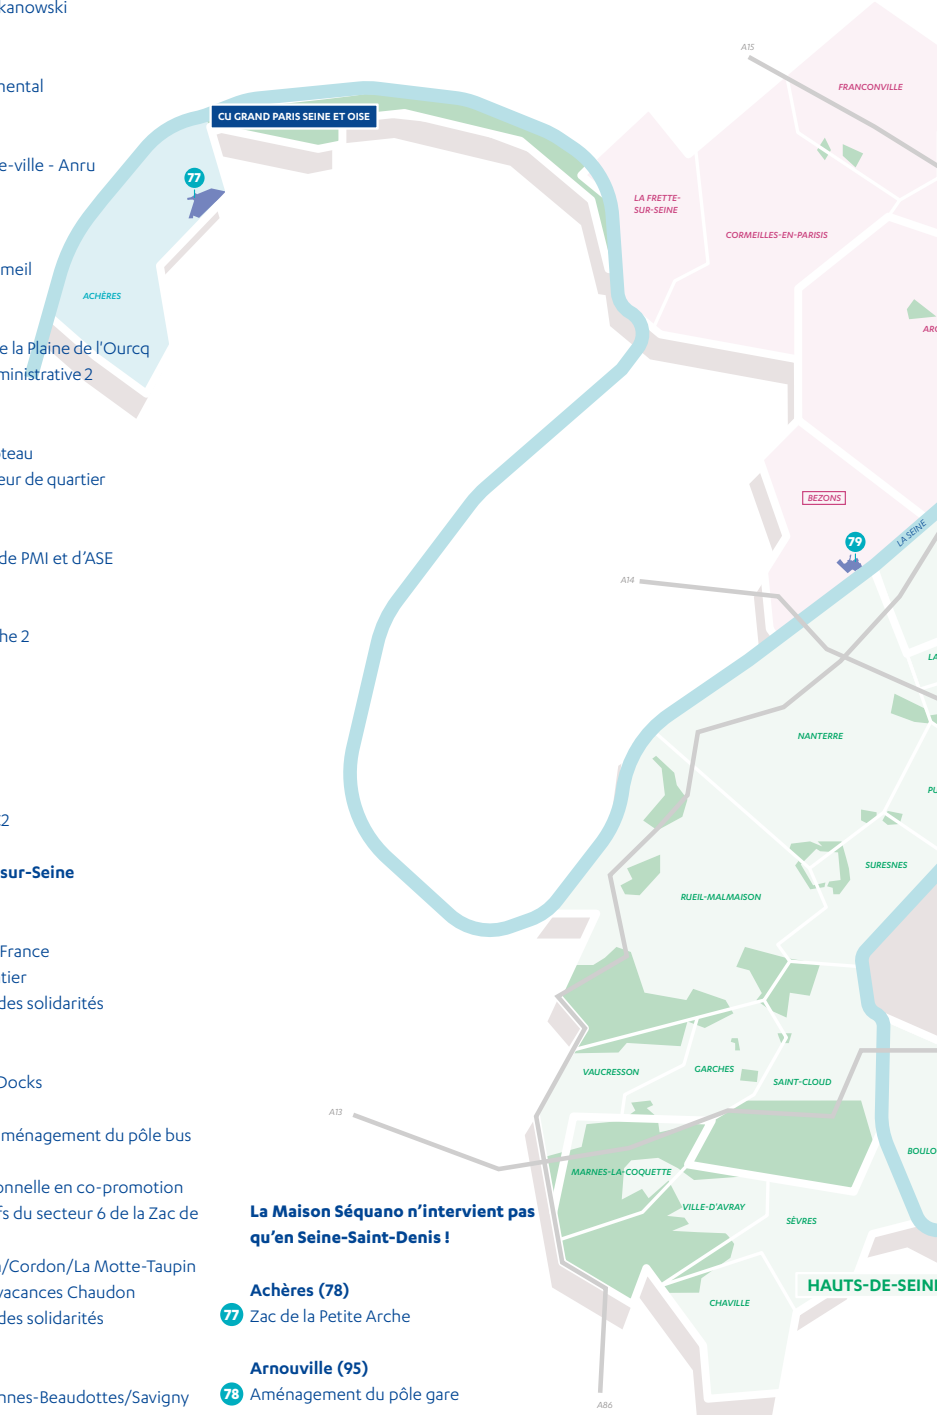 kanowski
mental
e-ville - Anru
meil
e la Plaine de l'Ourcq
ministrative 2
teau
eur de quartier
de PMI et d'ASE
he 2
2
sur-Seine
France
tier
des solidarités
Docks
ménagement du pôle bus
onnelle en co-promotion
fs du secteur 6 de la Zac de
/Cordon/La Motte-Taupin
vacances Chaudon
des solidarités
nnes-Beaudottes/Savigny
La Maison Séquano n'intervient pas
qu'en Seine-Saint-Denis !
Achères (78)
77 Zac de la Petite Arche
Arnouville (95)
78 Aménagement du pôle gare
A15
FRANCONVILLE
CU GRAND PARIS SEINE ET OISE
77
LA FRETTE-
SUR-SEINE
CORMEILLES-EN-PARISIS
ACHÈRES
ARG
BEZONS
LA SEINE
79
A14
LA
NANTERRE
PU
SURESNES
RUEIL-MALMAISON
VAUCRESSON
GARCHES
SAINT-CLOUD
A13
BOULO
MARNES-LA-COQUETTE
VILLE-D'AVRAY
SÈVRES
HAUTS-DE-SEINE
CHAVILLE
A86